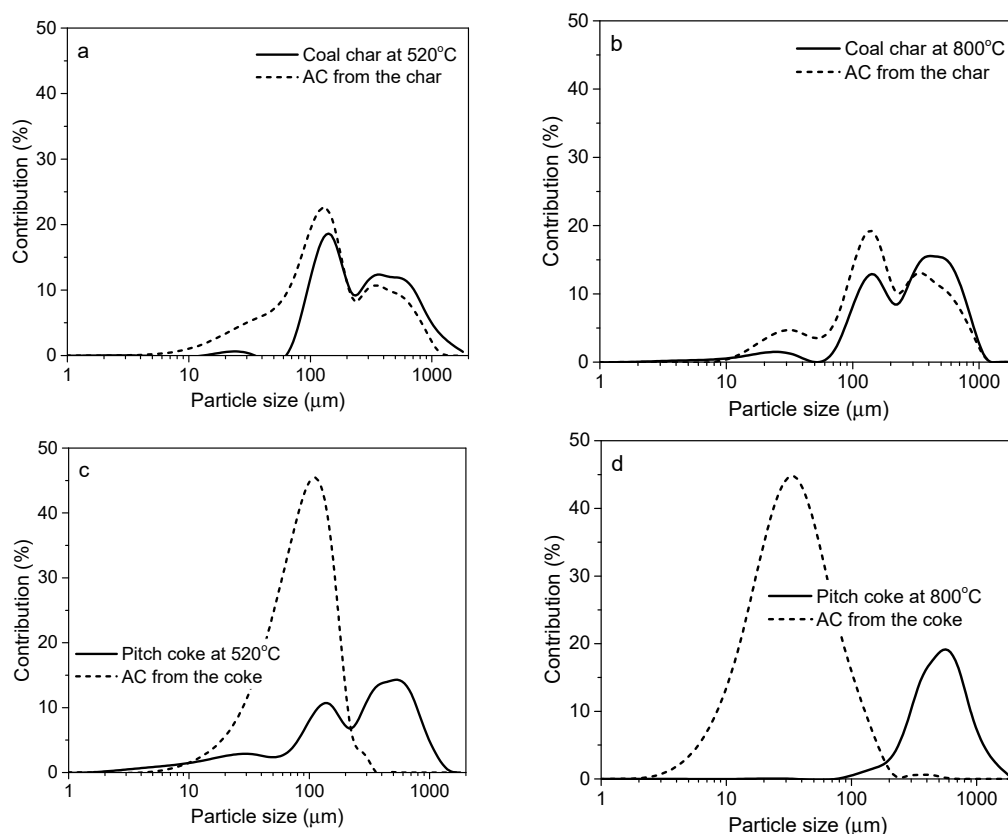 a
Coal char at 520°C
AC from the char
50
40
30
20
10
0
Contribution (%)
1
10
100
1000
Particle size (μm)
b
Coal char at 800°C
AC from the char
50
40
30
20
10
0
Contribution (%)
1
10
100
1000
Particle size (μm)
c
Pitch coke at 520°C
AC from the coke
50
40
30
20
10
0
Contribution (%)
1
10
100
1000
Particle size (μm)
d
Pitch coke at 800°C
AC from the coke
50
40
30
20
10
0
Contribution (%)
1
10
100
1000
Particle size (μm)